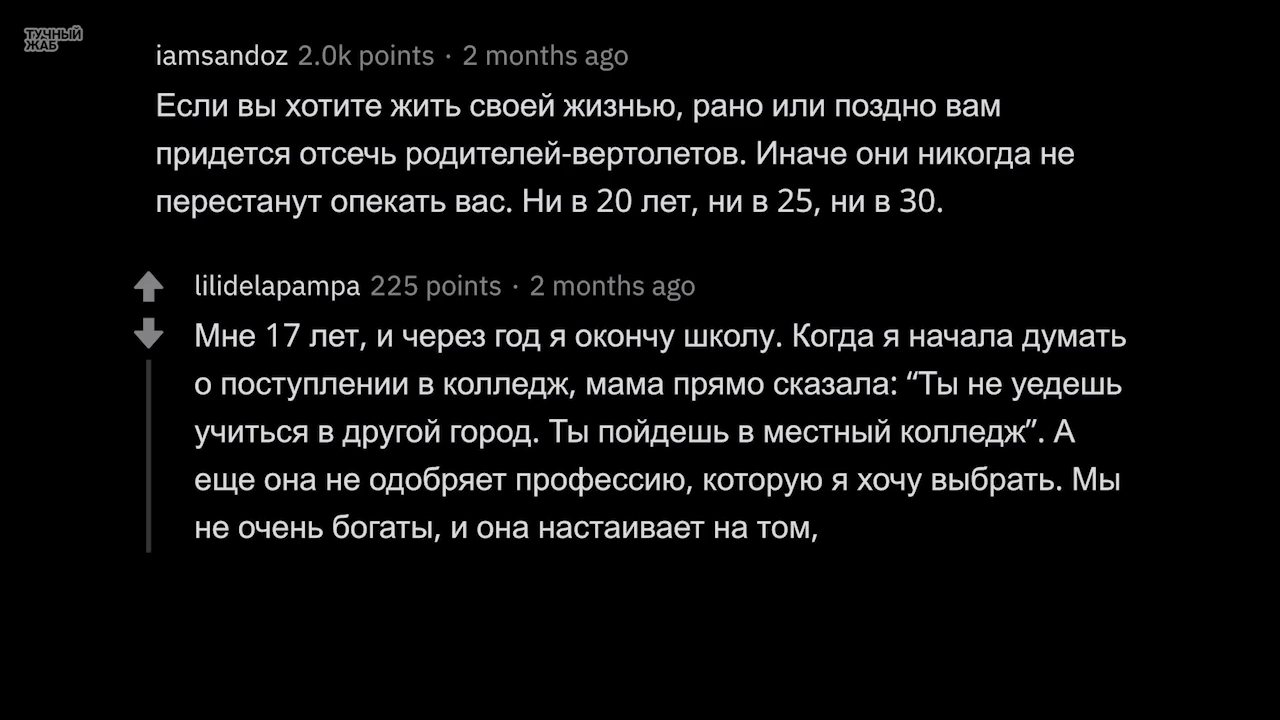 ТУЧНЫЙ
ЖАБ
iamsandoz 2.0k points · 2 months ago
Если вы хотите жить своей жизнью, рано или поздно вам
придется отсечь родителей-вертолетов. Иначе они никогда не
перестанут опекать вас. Ни в 20 лет, ни в 25, ни в 30.
lilidelapampa 225 points · 2 months ago
Мне 17 лет, и через год я окончу школу. Когда я начала думать
о поступлении в колледж, мама прямо сказала: “Ты не уедешь
учиться в другой город. Ты пойдешь в местный колледж”. А
еще она не одобряет профессию, которую я хочу выбрать. Мы
не очень богаты, и она настаивает на том,